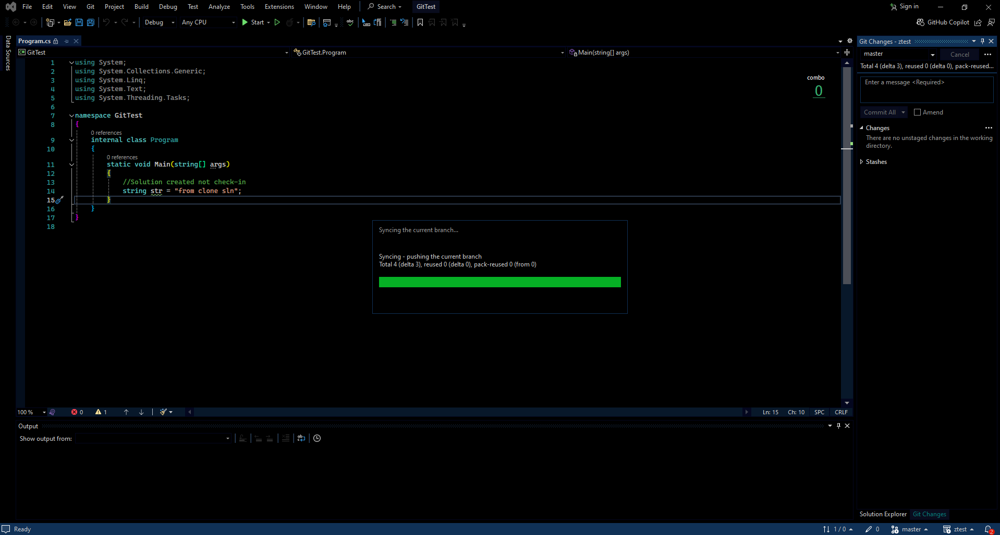 File Edit View Git Project Build Debug Test Analyze Tools Extensions Window Help Search GitTest Sign in
Debug Any CPU Start GitHub Copilot
Data Sources
Program.cs
GitTest GitTest.Program Main(string[] args)
1 using System;
2 using System.Collections.Generic;
3 using System.Linq;
4 using System.Text;
5 using System.Threading.Tasks;
6
7 namespace GitTest
8 {
0 references
9 internal class Program
10 {
0 references
11 static void Main(string[] args)
12 {
13 //Solution created not check-in
14 string str = "from clone sln";
15 }
16 }
17 }
18
combo
0
Syncing the current branch...
Syncing - pushing the current branch
Total 4 (delta 3), reused 0 (delta 0), pack-reused 0 (from 0)
100 % 0 1 Ln: 15 Ch: 10 SPC CRLF
Output
Show output from:
Git Changes - ztest
master Cancel
Total 4 (delta 3), reused 0 (delta 0), pack-reused...
Enter a message <Required>
Commit All Amend
Changes
There are no unstaged changes in the working
directory.
Stashes
Solution Explorer Git Changes
Ready 1 / 0 0 master ztest 2